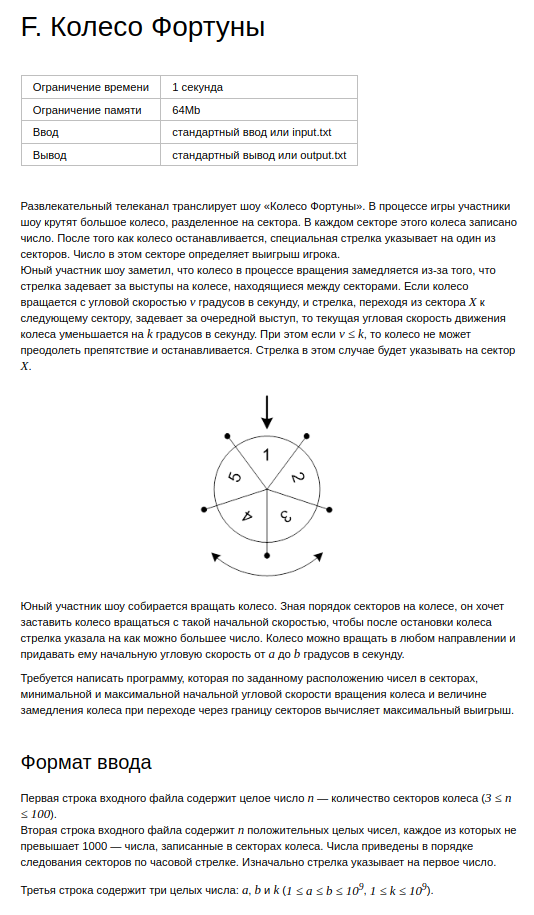 F. Колесо Фортуны
Ограничение времени 1 секунда
Ограничение памяти 64Mb
Ввод стандартный ввод или input.txt
Вывод стандартный вывод или output.txt
Развлекательный телеканал транслирует шоу «Колесо Фортуны». В процессе игры участники
шоу крутят большое колесо, разделенное на сектора. В каждом секторе этого колеса записано
число. После того как колесо останавливается, специальная стрелка указывает на один из
секторов. Число в этом секторе определяет выигрыш игрока.
Юный участник шоу заметил, что колесо в процессе вращения замедляется из-за того, что
стрелка задевает за выступы на колесе, находящиеся между секторами. Если колесо
вращается с угловой скоростью v градусов в секунду, и стрелка, переходя из сектора X к
следующему сектору, задевает за очередной выступ, то текущая угловая скорость движения
колеса уменьшается на k градусов в секунду. При этом если v ≤ k, то колесо не может
преодолеть препятствие и останавливается. Стрелка в этом случае будет указывать на сектор
X.
1
5
2
4
3
Юный участник шоу собирается вращать колесо. Зная порядок секторов на колесе, он хочет
заставить колесо вращаться с такой начальной скоростью, чтобы после остановки колеса
стрелка указала на как можно большее число. Колесо можно вращать в любом направлении и
придавать ему начальную угловую скорость от a до b градусов в секунду.
Требуется написать программу, которая по заданному расположению чисел в секторах,
минимальной и максимальной начальной угловой скорости вращения колеса и величине
замедления колеса при переходе через границу секторов вычисляет максимальный выигрыш.
Формат ввода
Первая строка входного файла содержит целое число n — количество секторов колеса (3 ≤ n
≤ 100).
Вторая строка входного файла содержит n положительных целых чисел, каждое из которых не
превышает 1000 — числа, записанные в секторах колеса. Числа приведены в порядке
следования секторов по часовой стрелке. Изначально стрелка указывает на первое число.
Третья строка содержит три целых числа: a, b и k (1 ≤ a ≤ b ≤ 10⁹, 1 ≤ k ≤ 10⁹).